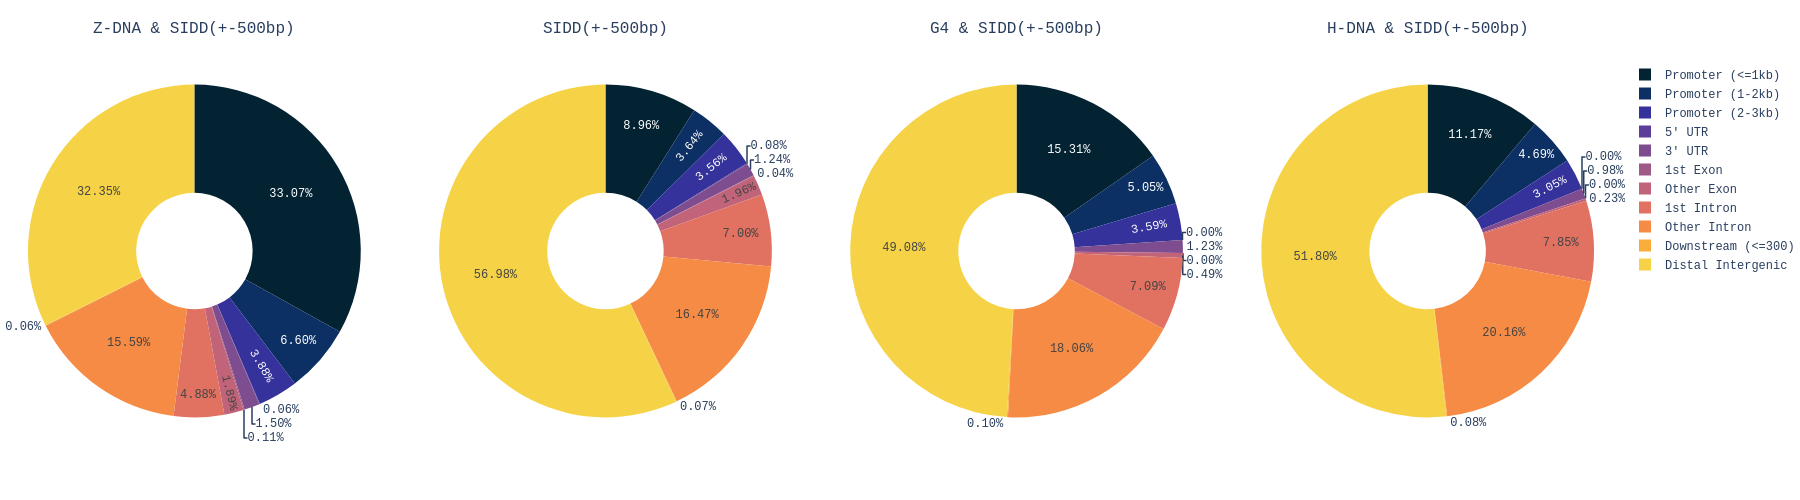 Z-DNA & SIDD(+-500bp)
33.07%
6.60%
3.88%
0.06%
1.50%
0.11%
1.89%
4.88%
15.59%
0.06%
32.35%
SIDD(+-500bp)
8.96%
3.64%
3.56%
0.08%
1.24%
0.04%
1.96%
7.00%
16.47%
0.07%
56.98%
G4 & SIDD(+-500bp)
15.31%
5.05%
3.59%
0.00%
1.23%
0.00%
0.49%
7.09%
18.06%
0.10%
49.08%
H-DNA & SIDD(+-500bp)
11.17%
4.69%
3.05%
0.00%
0.98%
0.00%
0.23%
7.85%
20.16%
0.08%
51.80%
Promoter (<=1kb)
Promoter (1-2kb)
Promoter (2-3kb)
5' UTR
3' UTR
1st Exon
Other Exon
1st Intron
Other Intron
Downstream (<=300)
Distal Intergenic